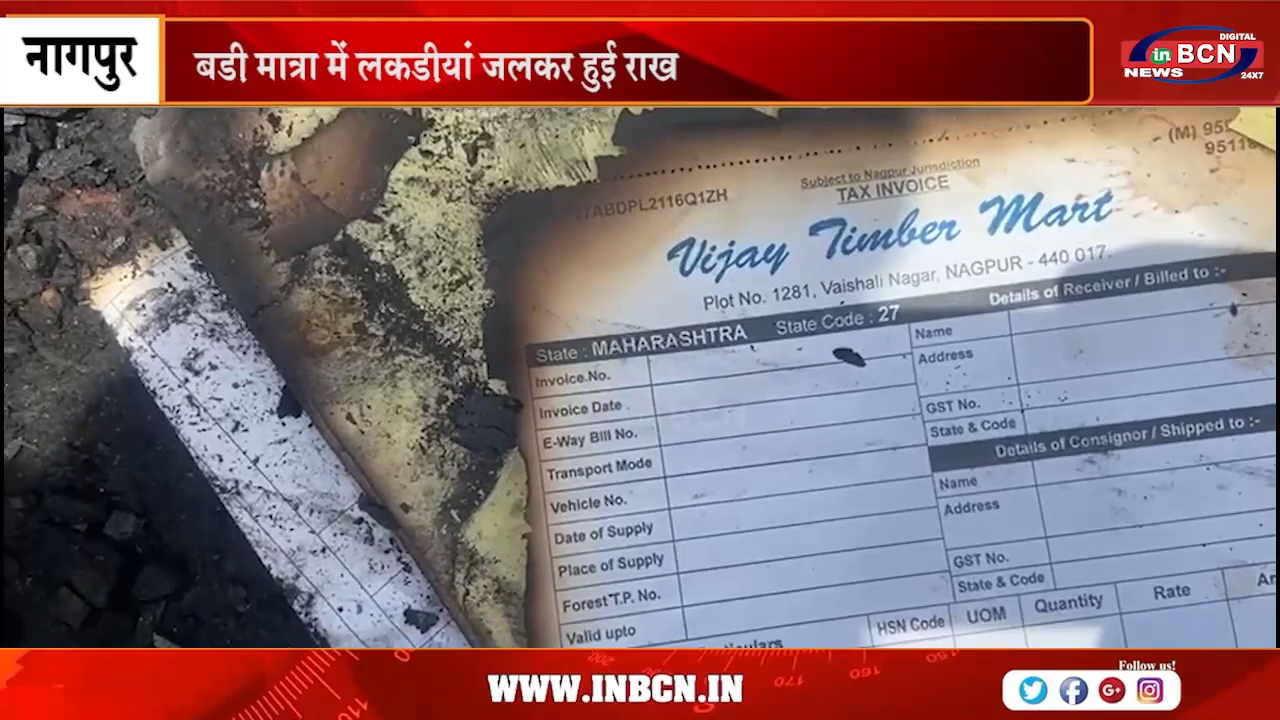 नागपुर
बडी़ मात्रा में लकडी़यां जलकर हुई राख
DIGITAL
in BCN
NEWS
24X7
7ABDPL2116Q1ZH
Subject to Nagpur Jurisdiction
TAX INVOICE
(M)
Vijay Timber Mart
Plot No. 1281, Vaishali Nagar, NAGPUR - 440 017.
State : MAHARASHTRA State Code : 27
Details of Receiver / Billed to :-
Invoice No.
Invoice Date
E-Way Bill No.
Transport Mode
Vehicle No.
Date of Supply
Place of Supply
Forest T.P. No.
Valid upto
Name
Address
GST No.
State & Code
Details of Consignor / Shipped to :-
Name
Address
GST No.
State & Code
HSN Code UOM Quantity Rate
WWW.INBCN.IN
Follow us!